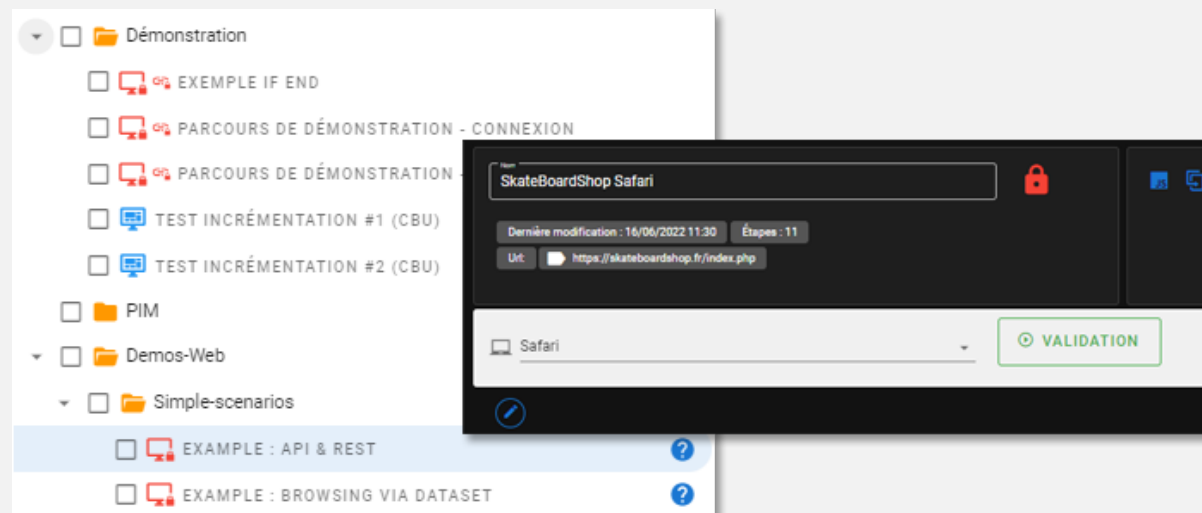 Démonstration
EXEMPLE IF END
PARCOURS DE DÉMONSTRATION - CONNEXION
PARCOURS DE DÉMONSTRATION -
TEST INCRÉMENTATION #1 (CBU)
TEST INCRÉMENTATION #2 (CBU)
PIM
Demos-Web
Simple-scenarios
EXAMPLE : API & REST
EXAMPLE : BROWSING VIA DATASET
Nom
SkateBoardShop Safari
JS
Dernière modification : 16/06/2022 11:30 Étapes : 11
Url: https://skateboardshop.fr/index.php
Safari
VALIDATION